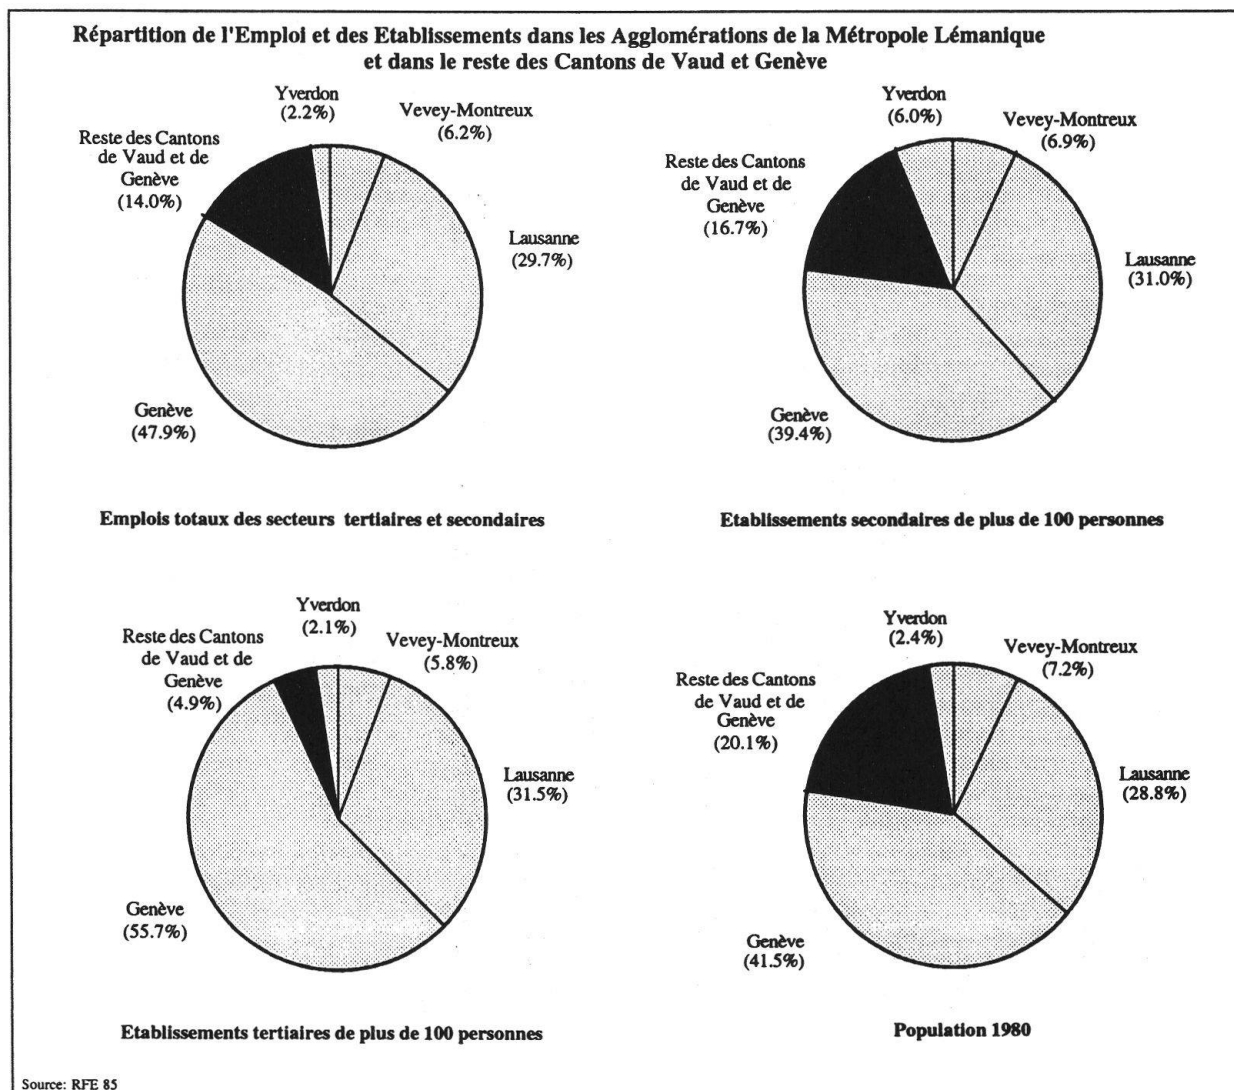 Répartition de l'Emploi et des Etablissements dans les Agglomérations de la Métropole Lémanique
et dans le reste des Cantons de Vaud et Genève
Yverdon
(2.2%)
Vevey-Montreux
(6.2%)
Reste des Cantons
de Vaud et de
Genève
(14.0%)
Lausanne
(29.7%)
Genève
(47.9%)
Emplois totaux des secteurs tertiaires et secondaires
Yverdon
(6.0%)
Vevey-Montreux
(6.9%)
Reste des Cantons
de Vaud et de
Genève
(16.7%)
Lausanne
(31.0%)
Genève
(39.4%)
Etablissements secondaires de plus de 100 personnes
Yverdon
(2.1%)
Vevey-Montreux
(5.8%)
Reste des Cantons
de Vaud et de
Genève
(4.9%)
Lausanne
(31.5%)
Genève
(55.7%)
Etablissements tertiaires de plus de 100 personnes
Yverdon
(2.4%)
Vevey-Montreux
(7.2%)
Reste des Cantons
de Vaud et de
Genève
(20.1%)
Lausanne
(28.8%)
Genève
(41.5%)
Population 1980
Source: RFE 85